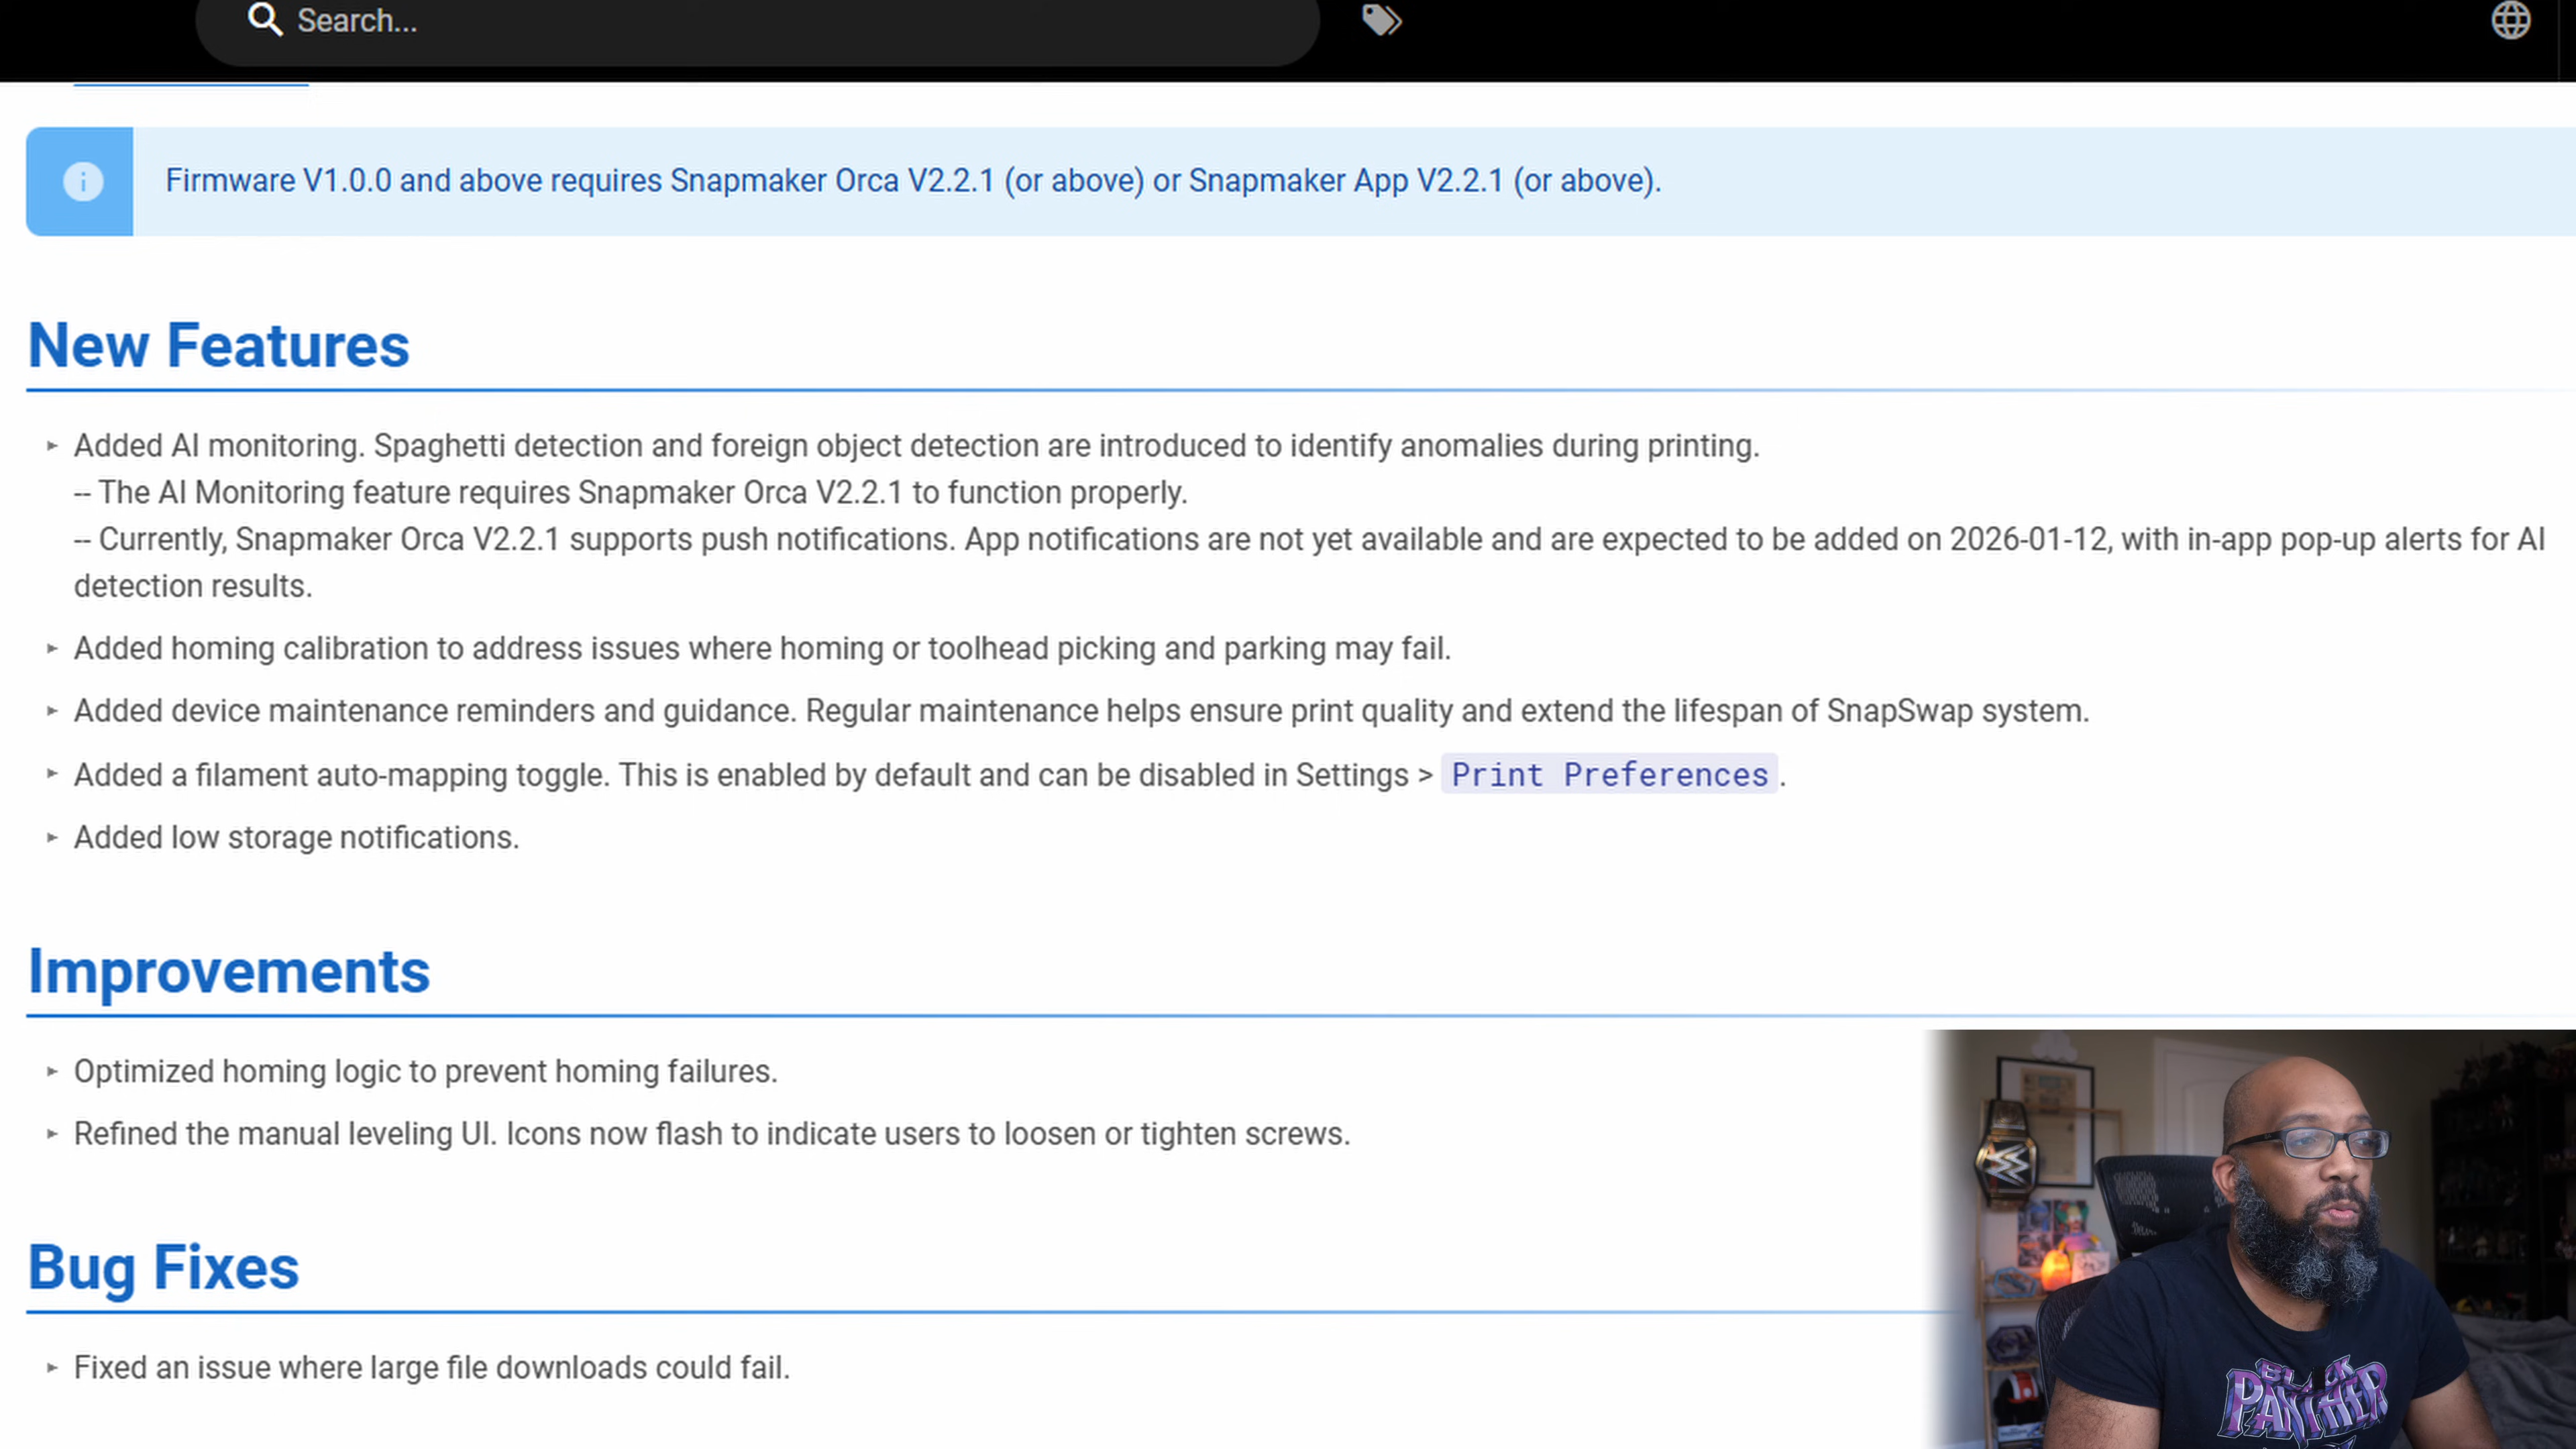 Search...
Firmware V1.0.0 and above requires Snapmaker Orca V2.2.1 (or above) or Snapmaker App V2.2.1 (or above).
New Features
Added AI monitoring. Spaghetti detection and foreign object detection are introduced to identify anomalies during printing.
-- The AI Monitoring feature requires Snapmaker Orca V2.2.1 to function properly.
-- Currently, Snapmaker Orca V2.2.1 supports push notifications. App notifications are not yet available and are expected to be added on 2026-01-12, with in-app pop-up alerts for AI
detection results.
Added homing calibration to address issues where homing or toolhead picking and parking may fail.
Added device maintenance reminders and guidance. Regular maintenance helps ensure print quality and extend the lifespan of SnapSwap system.
Added a filament auto-mapping toggle. This is enabled by default and can be disabled in Settings > Print Preferences.
Added low storage notifications.
Improvements
Optimized homing logic to prevent homing failures.
Refined the manual leveling UI. Icons now flash to indicate users to loosen or tighten screws.
Bug Fixes
Fixed an issue where large file downloads could fail.
BLACK
PANTHER